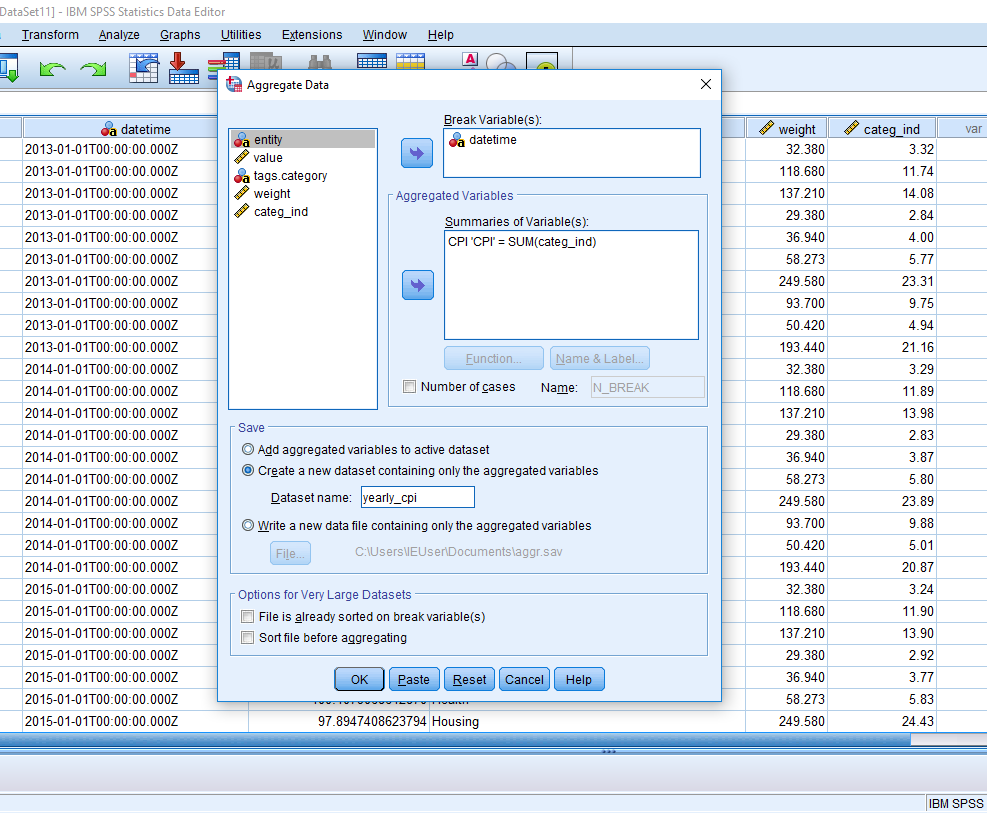 DataSet11] - IBM SPSS Statistics Data Editor
Transform Analyze Graphs Utilities Extensions Window Help
Aggregate Data
datetime weight categ_ind var
entity
value
tags.category
weight
categ_ind
Break Variable(s):
datetime
Aggregated Variables
Summaries of Variable(s):
CPI 'CPI' = SUM(categ_ind)
Function... Name & Label...
Number of cases Name: N_BREAK
Save
Add aggregated variables to active dataset
Create a new dataset containing only the aggregated variables
Dataset name: yearly_cpi
Write a new data file containing only the aggregated variables
File... C:\Users\IEUser\Documents\aggr.sav
Options for Very Large Datasets
File is already sorted on break variable(s)
Sort file before aggregating
OK Paste Reset Cancel Help
2013-01-01T00:00:00.000Z 32.380 3.32
2013-01-01T00:00:00.000Z 118.680 11.74
2013-01-01T00:00:00.000Z 137.210 14.08
2013-01-01T00:00:00.000Z 29.380 2.84
2013-01-01T00:00:00.000Z 36.940 4.00
2013-01-01T00:00:00.000Z 58.273 5.77
2013-01-01T00:00:00.000Z 249.580 23.31
2013-01-01T00:00:00.000Z 93.700 9.75
2013-01-01T00:00:00.000Z 50.420 4.94
2013-01-01T00:00:00.000Z 193.440 21.16
2014-01-01T00:00:00.000Z 32.380 3.29
2014-01-01T00:00:00.000Z 118.680 11.89
2014-01-01T00:00:00.000Z 137.210 13.98
2014-01-01T00:00:00.000Z 29.380 2.83
2014-01-01T00:00:00.000Z 36.940 3.87
2014-01-01T00:00:00.000Z 58.273 5.80
2014-01-01T00:00:00.000Z 249.580 23.89
2014-01-01T00:00:00.000Z 93.700 9.88
2014-01-01T00:00:00.000Z 50.420 5.01
2014-01-01T00:00:00.000Z 193.440 20.87
2015-01-01T00:00:00.000Z 32.380 3.24
2015-01-01T00:00:00.000Z 118.680 11.90
2015-01-01T00:00:00.000Z 137.210 13.90
2015-01-01T00:00:00.000Z 29.380 2.92
2015-01-01T00:00:00.000Z 36.940 3.77
2015-01-01T00:00:00.000Z Health 58.273 5.83
2015-01-01T00:00:00.000Z 97.8947408623794 Housing 249.580 24.43
IBM SPSS